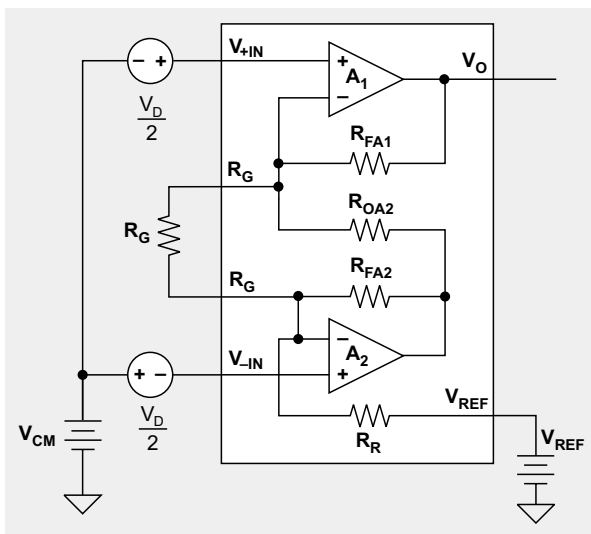 − +
V+IN
+
A1
−
VO
VD
2
RFA1
RG
ROA2
RG
RFA2
RG
−
A2
+
V–IN
+ −
VREF
VD
2
VCM
RR
VREF